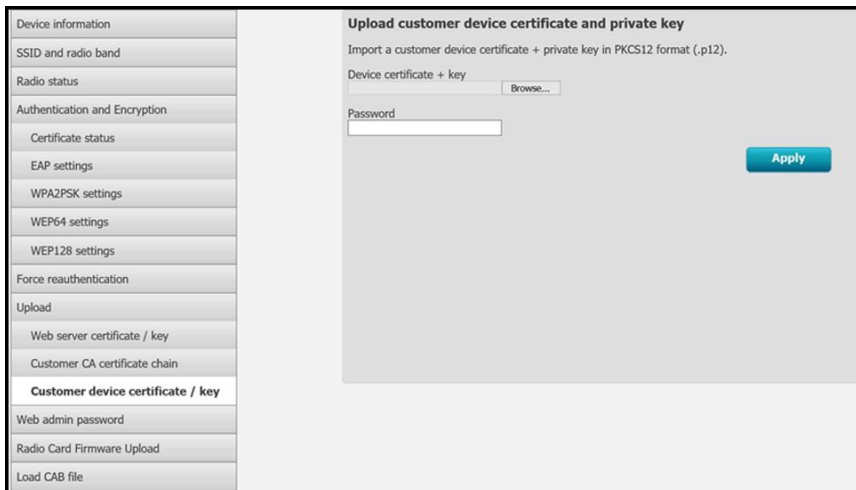 Device information
SSID and radio band
Radio status
Authentication and Encryption
Certificate status
EAP settings
WPA2PSK settings
WEP64 settings
WEP128 settings
Force reauthentication
Upload
Web server certificate / key
Customer CA certificate chain
Customer device certificate / key
Web admin password
Radio Card Firmware Upload
Load CAB file
Upload customer device certificate and private key
Import a customer device certificate + private key in PKCS12 format (.p12).
Device certificate + key
Browse...
Password
Apply